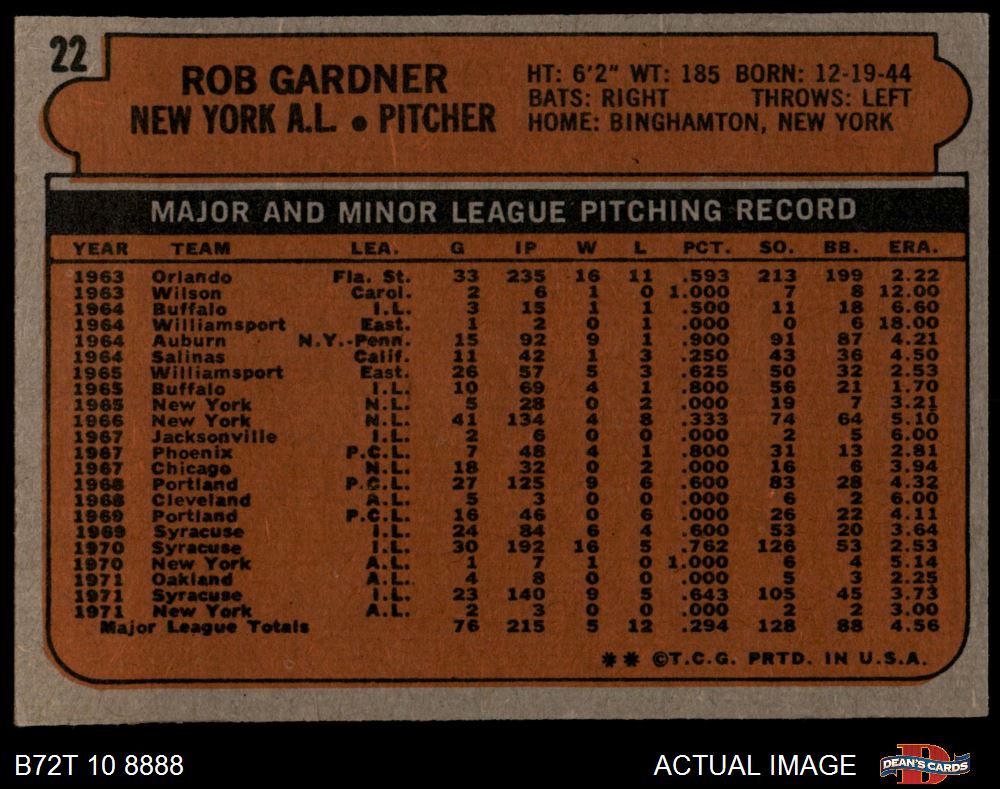 22
ROB GARDNER
NEW YORK A.L. • PITCHER
HT: 6'2" WT: 185 BORN: 12-19-44
BATS: RIGHT THROWS: LEFT
HOME: BINGHAMTON, NEW YORK
MAJOR AND MINOR LEAGUE PITCHING RECORD
YEAR TEAM LEA. G IP W L PCT. SO. BB. ERA.
1963 Orlando Fla. St. 33 235 16 11 .593 213 199 2.22
1963 Wilson Carol. 2 6 1 0 1.000 7 8 12.00
1964 Buffalo I.L. 3 15 1 1 .500 11 18 6.60
1964 Williamsport East. 1 2 0 1 .000 0 6 18.00
1964 Auburn N.Y.-Penn. 15 92 9 1 .900 91 87 4.21
1964 Salinas Calif. 11 42 1 3 .250 43 36 4.50
1965 Williamsport East. 26 57 5 3 .625 50 32 2.53
1965 Buffalo I.L. 10 69 4 1 .800 56 21 1.70
1965 New York N.L. 5 28 0 2 .000 19 7 3.21
1966 New York N.L. 41 134 4 8 .333 74 64 5.10
1967 Jacksonville I.L. 2 6 0 0 .000 2 5 6.00
1967 Phoenix P.C.L. 7 48 4 1 .800 31 13 2.81
1967 Chicago N.L. 18 32 0 2 .000 16 6 3.94
1968 Portland P.C.L. 27 125 9 6 .600 83 28 4.32
1968 Cleveland A.L. 5 3 0 0 .000 6 2 6.00
1969 Portland P.C.L. 16 46 0 6 .000 26 22 4.11
1969 Syracuse I.L. 24 84 6 4 .600 53 20 3.64
1970 Syracuse I.L. 30 192 16 5 .762 126 53 2.53
1970 New York A.L. 1 7 1 0 1.000 6 4 5.14
1971 Oakland A.L. 4 8 0 0 .000 5 3 2.25
1971 Syracuse I.L. 23 140 9 5 .643 105 45 3.73
1971 New York A.L. 2 3 0 0 .000 2 2 3.00
Major League Totals 76 215 5 12 .294 128 88 4.56
** ©T.C.G. PRTD. IN U.S.A.
B72T 10 8888 ACTUAL IMAGE
D
DEAN'S CARDS